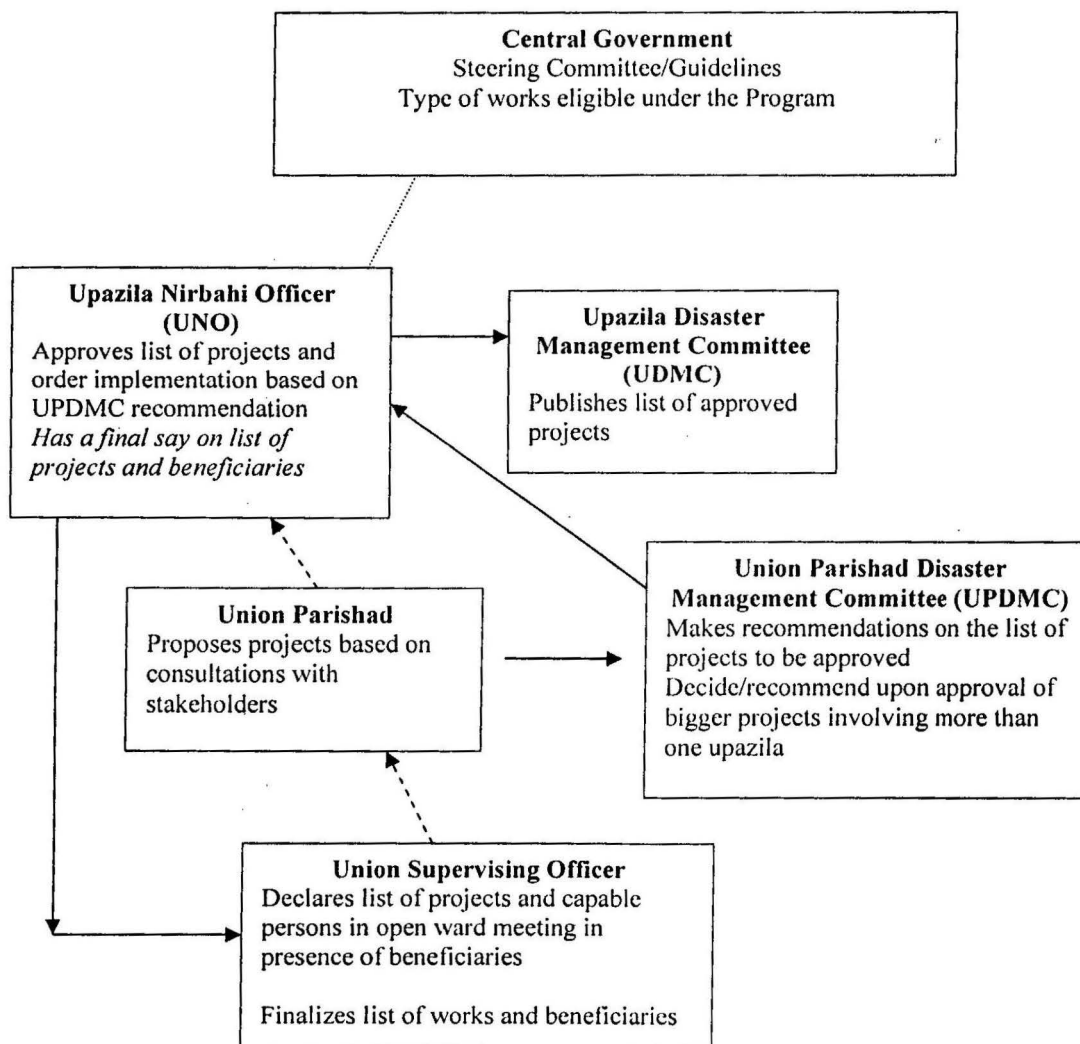 Central Government
Steering Committee/Guidelines
Type of works eligible under the Program
Upazila Nirbahi Officer
(UNO)
Approves list of projects and
order implementation based on
UPDMC recommendation
Has a final say on list of
projects and beneficiaries
Upazila Disaster
Management Committee
(UDMC)
Publishes list of approved
projects
Union Parishad
Proposes projects based on
consultations with
stakeholders
Union Parishad Disaster
Management Committee (UPDMC)
Makes recommendations on the list of
projects to be approved
Decide/recommend upon approval of
bigger projects involving more than
one upazila
Union Supervising Officer
Declares list of projects and capable
persons in open ward meeting in
presence of beneficiaries
Finalizes list of works and beneficiaries